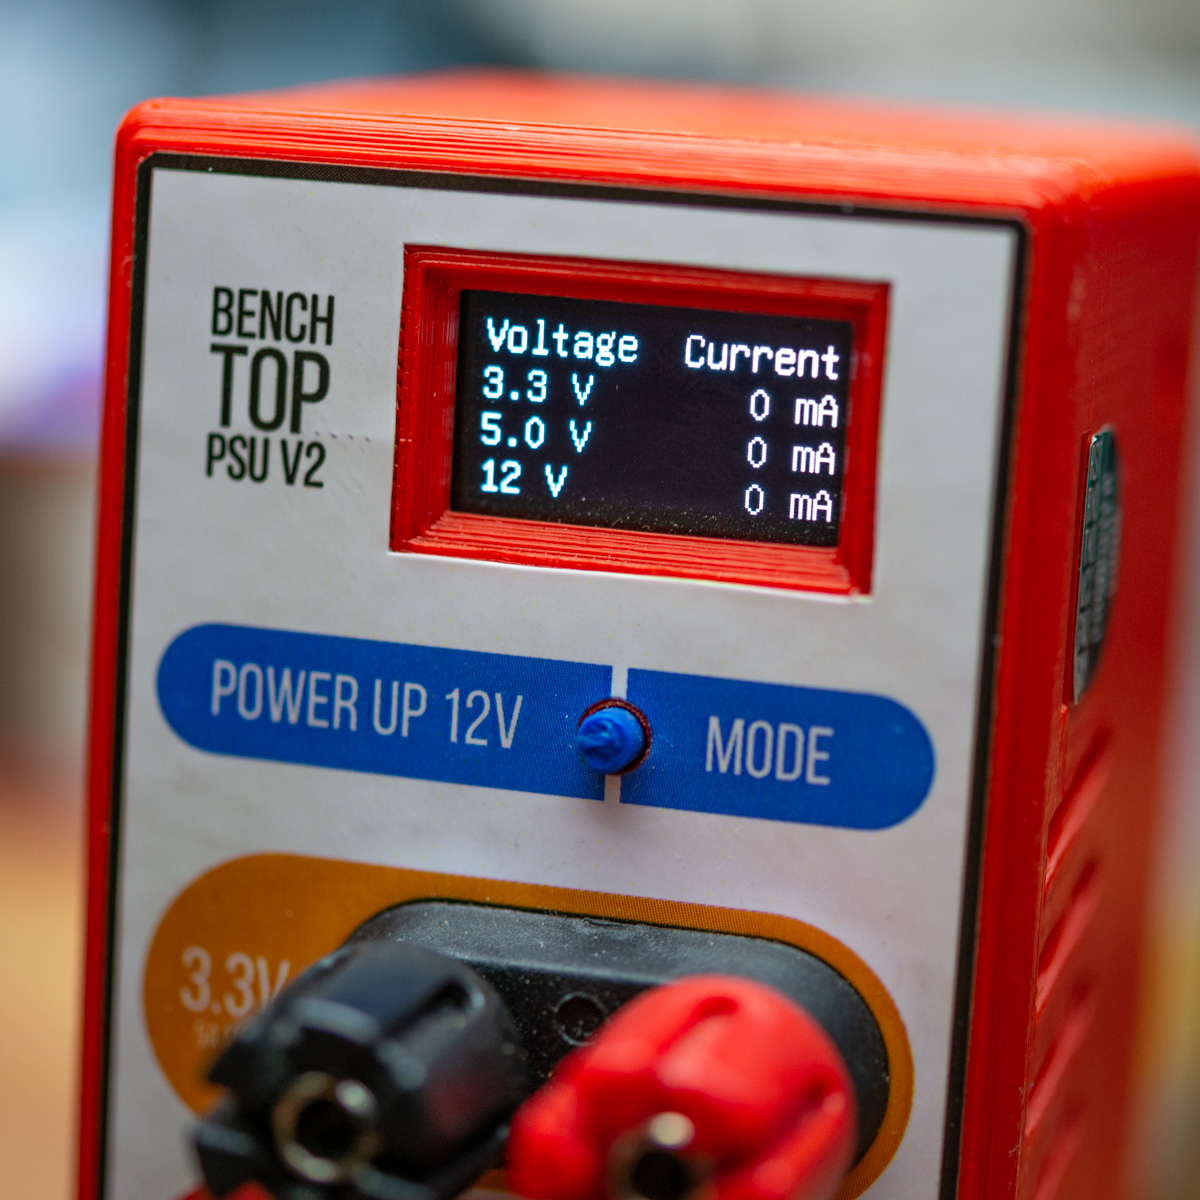 BENCH
TOP
PSU V2
Voltage Current
3.3 V 0 mA
5.0 V 0 mA
12 V 0 mA
POWER UP 12V MODE
3.3V